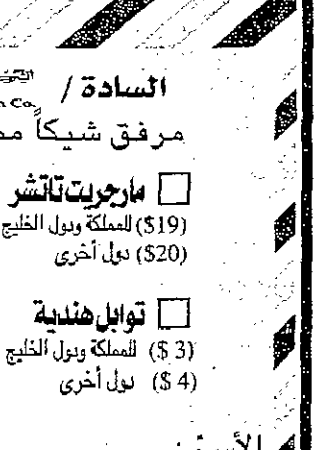 السادة /
n Co.
مرفق شيكاً
مارجريت تاتشر
($19) للمملكة ودول الخليج
($20) دول أخرى
توابل هندية
($ 3) للمملكة ودول الخليج
($ 4) دول أخرى